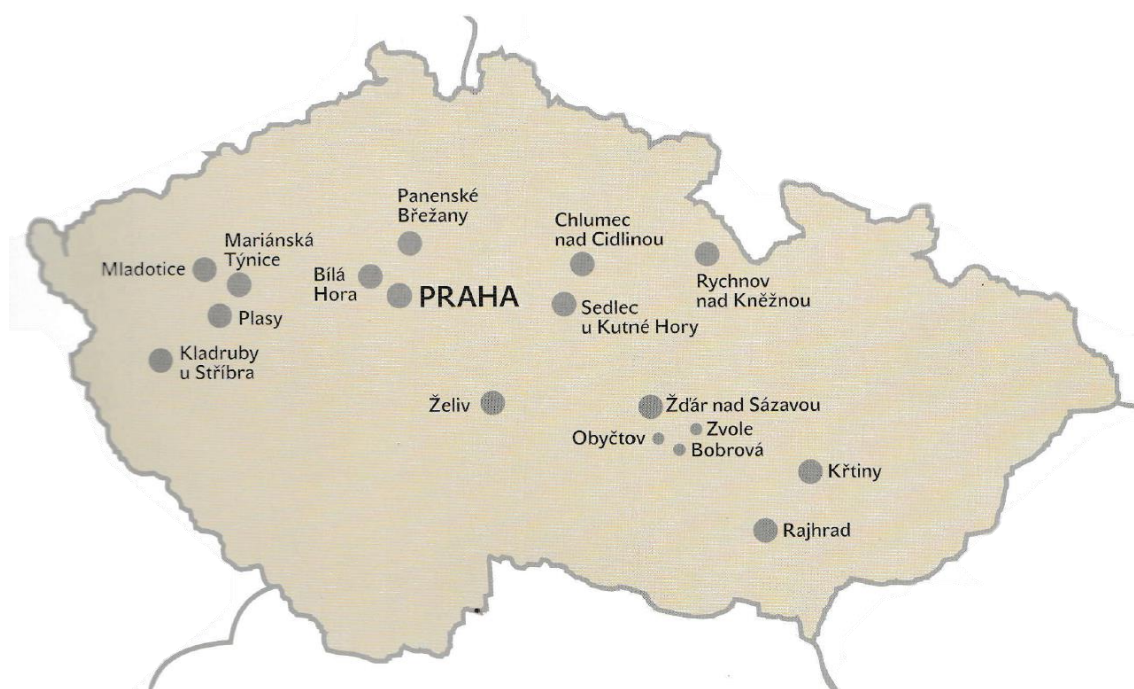 Panenské
Břežany
Chlumec
nad Cidlinou
Mariánská
Týnice
Mladotice
Bílá
Hora
PRAHA
Rychnov
nad Kněžnou
Sedlec
u Kutné Hory
Plasy
Kladruby
u Stříbra
Želiv
Žďár nad Sázavou
Obyčtov
Zvole
Bobrová
Křtiny
Rajhrad